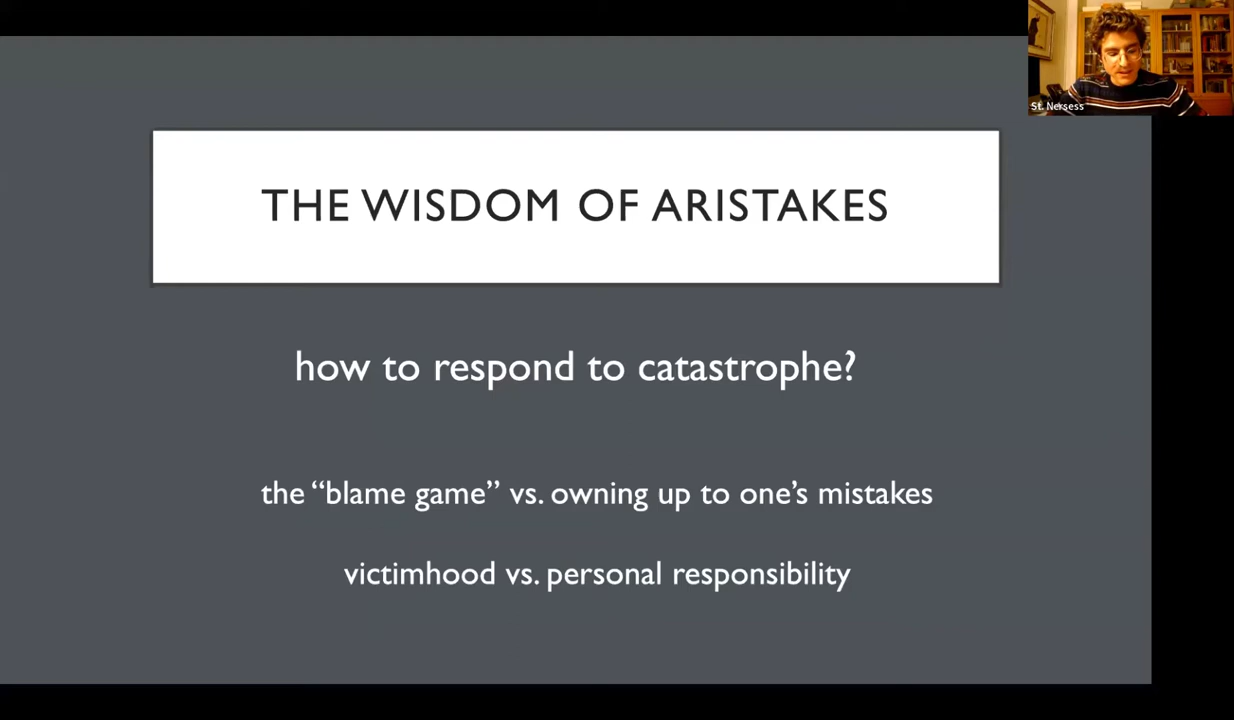 St. Nersess
THE WISDOM OF ARISTAKES
how to respond to catastrophe?
the “blame game” vs. owning up to one’s mistakes
victimhood vs. personal responsibility